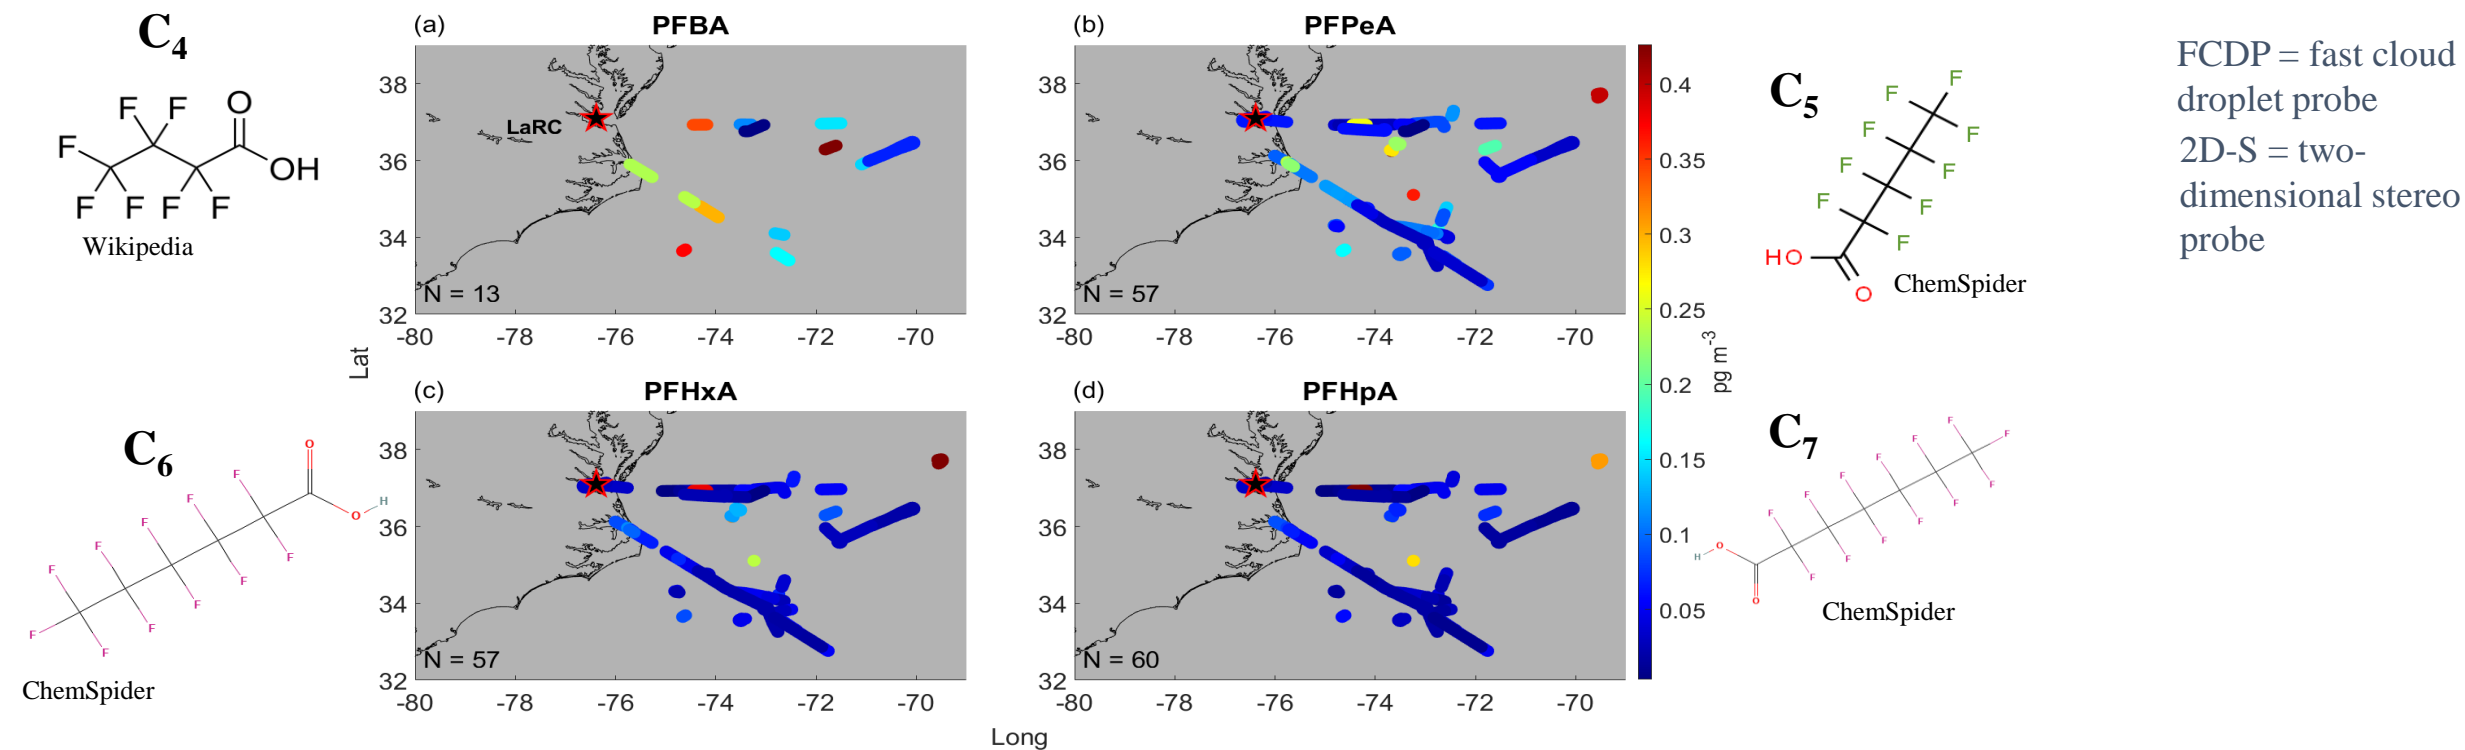 C4
F
F
O
F
OH
F
F
F
F
Wikipedia
(a)
PFBA
38
36
34
32
LaRC
N = 13
-80
-78
-76
-74
-72
-70
(b)
PFPeA
38
36
34
32
N = 57
-80
-78
-76
-74
-72
-70
0.4
0.35
0.3
0.25
0.2
0.15
0.1
0.05
pg m-3
C5
F
F
F
F
F
F
F
F
F
HO
O
ChemSpider
FCDP = fast cloud
droplet probe
2D-S = two-
dimensional stereo
probe
Lat
C6
O
H
O
F
F
F
F
F
F
F
F
F
F
F
ChemSpider
(c)
PFHxA
38
36
34
32
N = 57
-80
-78
-76
-74
-72
-70
(d)
PFHpA
38
36
34
32
N = 60
-80
-78
-76
-74
-72
-70
Long
C7
F
F
F
F
F
F
F
F
F
F
F
F
F
H
O
O
ChemSpider